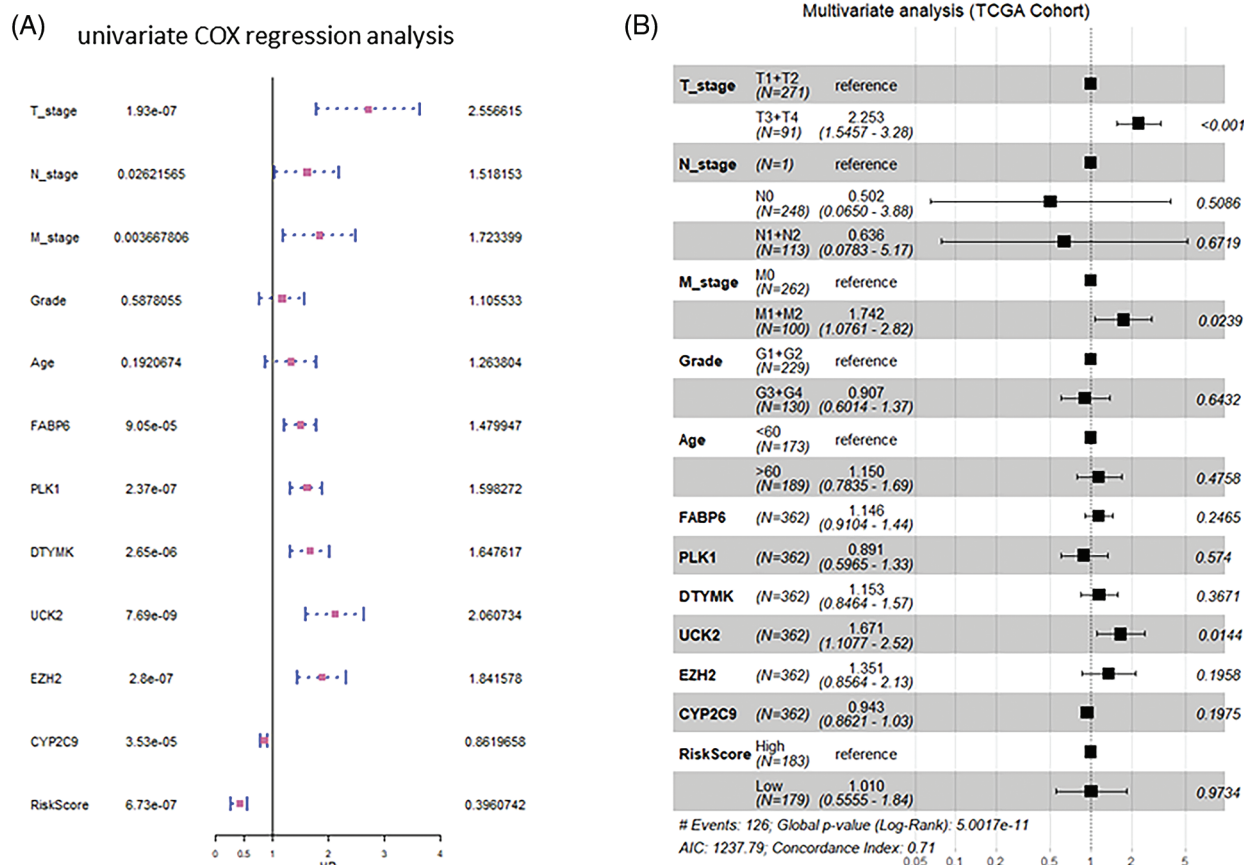 (A) univariate COX regression analysis
T_stage 1.93e-07 2.556615
N_stage 0.02621565 1.518153
M_stage 0.003667806 1.723399
Grade 0.5878055 1.105533
Age 0.1920674 1.263804
FABP6 9.05e-05 1.479947
PLK1 2.37e-07 1.598272
DTYMK 2.65e-06 1.647617
UCK2 7.69e-09 2.060734
EZH2 2.8e-07 1.841578
CYP2C9 3.53e-05 0.8619658
RiskScore 6.73e-07 0.3960742
0 0.5 1 2 3 4
(B) Multivariate analysis (TCGA Cohort)
T_stage T1+T2 (N=271) reference
T3+T4 (N=91) 2.253 (1.5457 - 3.28) <0.001
N_stage (N=1) reference
N0 (N=248) 0.502 (0.0650 - 3.88) 0.5086
N1+N2 (N=113) 0.636 (0.0783 - 5.17) 0.6719
M_stage M0 (N=262) reference
M1+M2 (N=100) 1.742 (1.0761 - 2.82) 0.0239
Grade G1+G2 (N=229) reference
G3+G4 (N=130) 0.907 (0.6014 - 1.37) 0.6432
Age <60 (N=173) reference
>60 (N=189) 1.150 (0.7835 - 1.69) 0.4758
FABP6 (N=362) 1.146 (0.9104 - 1.44) 0.2465
PLK1 (N=362) 0.891 (0.5965 - 1.33) 0.574
DTYMK (N=362) 1.153 (0.8464 - 1.57) 0.3671
UCK2 (N=362) 1.671 (1.1077 - 2.52) 0.0144
EZH2 (N=362) 1.351 (0.8564 - 2.13) 0.1958
CYP2C9 (N=362) 0.943 (0.8621 - 1.03) 0.1975
RiskScore High (N=183) reference
Low (N=179) 1.010 (0.5555 - 1.84) 0.9734
# Events: 126; Global p-value (Log-Rank): 5.0017e-11
AIC: 1237.79; Concordance Index: 0.71
0.05 0.1 0.2 0.5 1 2 5